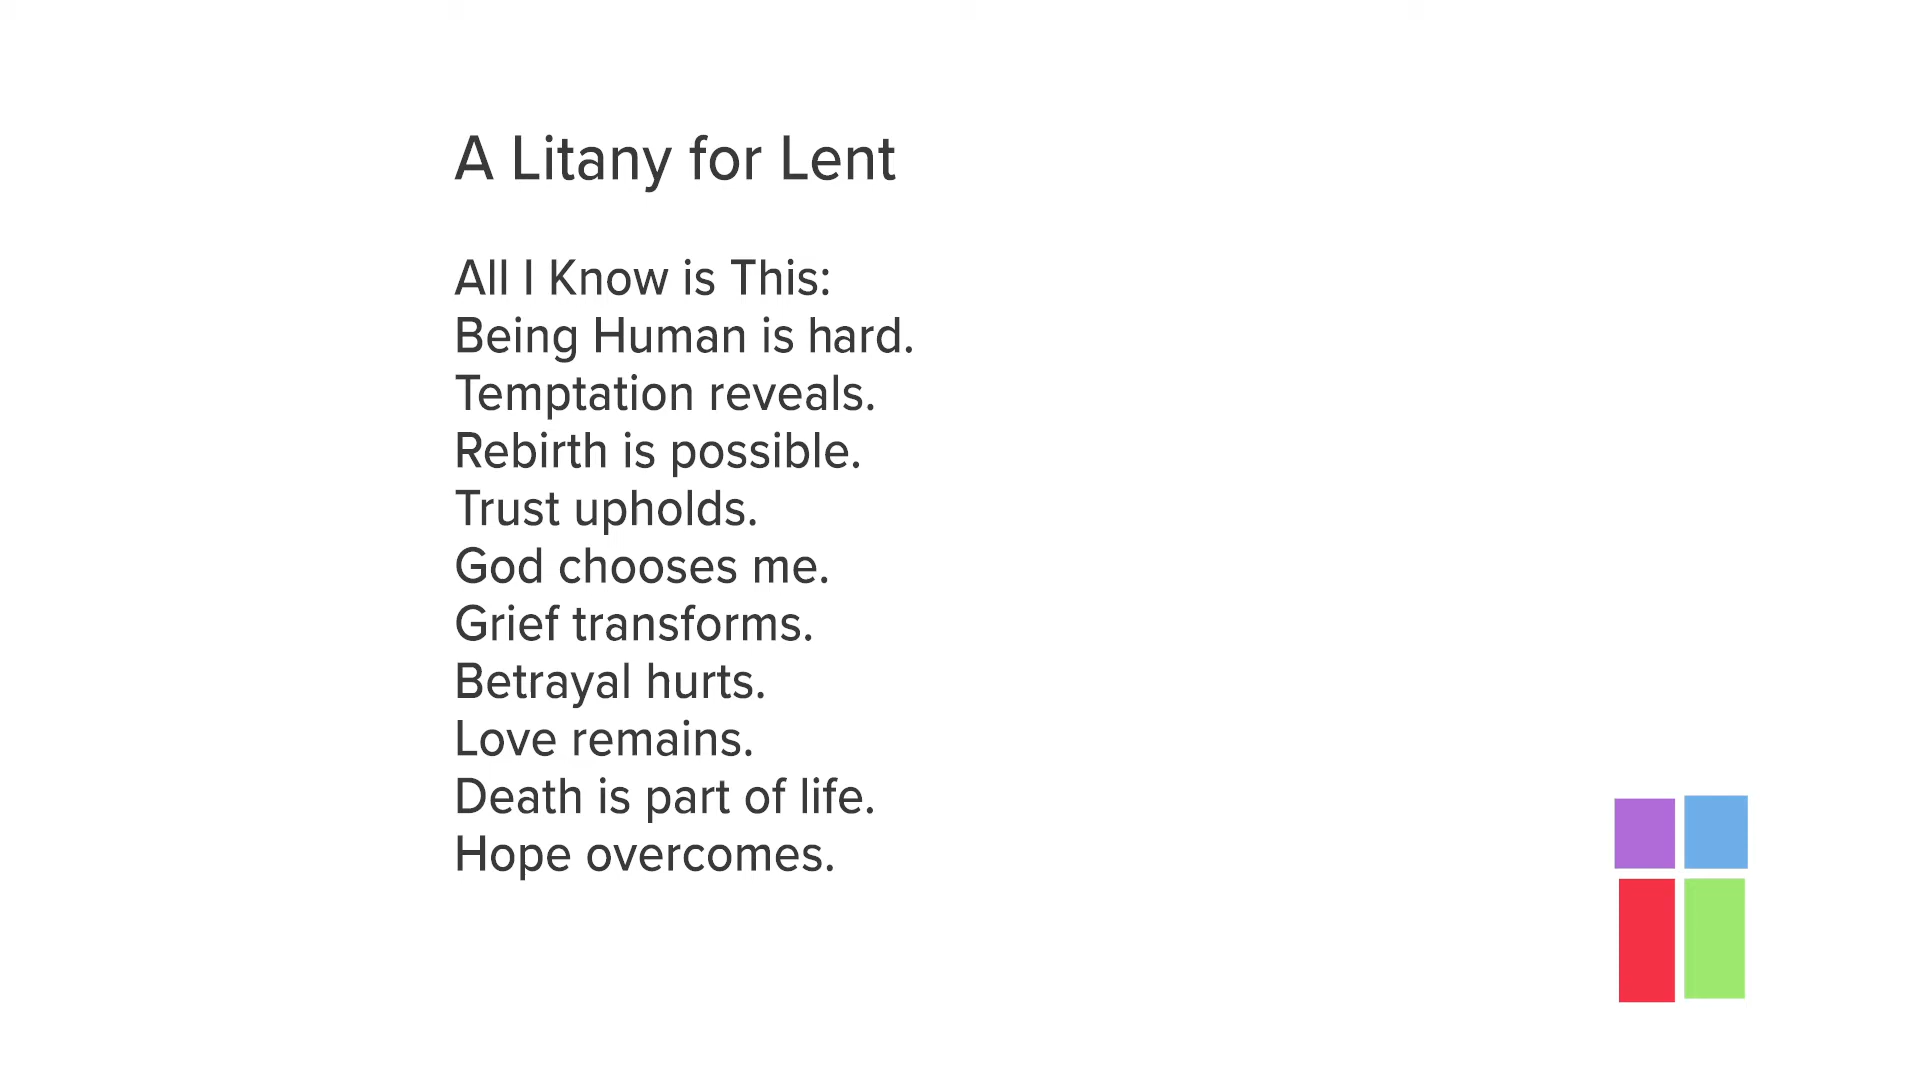 A Litany for Lent
All I Know is This:
Being Human is hard.
Temptation reveals.
Rebirth is possible.
Trust upholds.
God chooses me.
Grief transforms.
Betrayal hurts.
Love remains.
Death is part of life.
Hope overcomes.